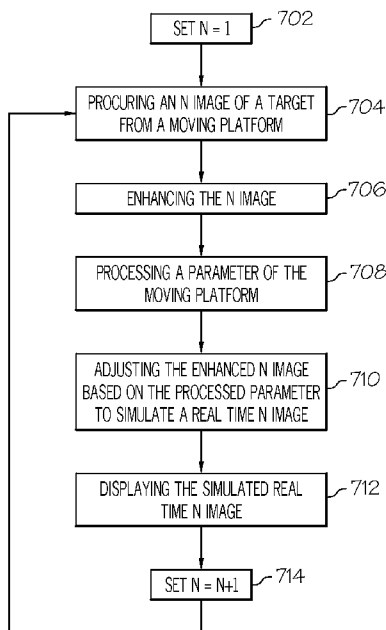 SET N = 1
702
PROCURING AN N IMAGE OF A TARGET
FROM A MOVING PLATFORM
704
ENHANCING THE N IMAGE
706
PROCESSING A PARAMETER OF THE
MOVING PLATFORM
708
ADJUSTING THE ENHANCED N IMAGE
BASED ON THE PROCESSED PARAMETER
TO SIMULATE A REAL TIME N IMAGE
710
DISPLAYING THE SIMULATED REAL
TIME N IMAGE
712
SET N = N+1
714